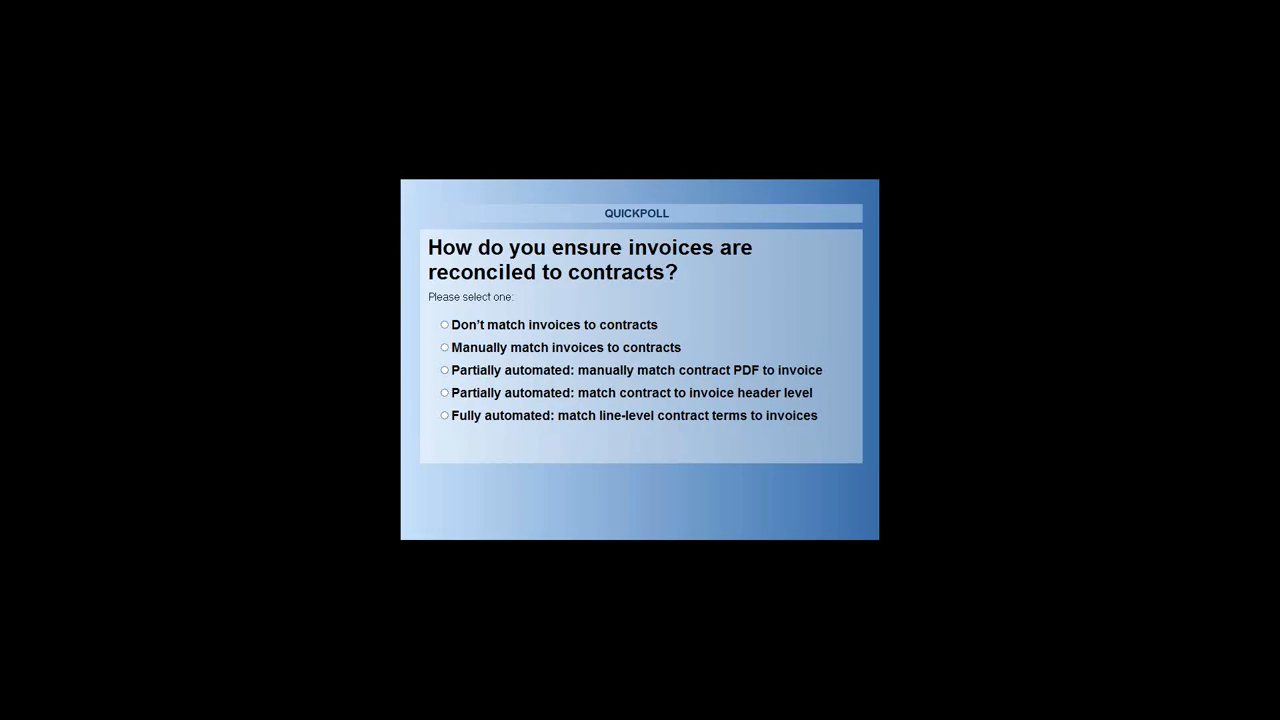 QUICKPOLL
How do you ensure invoices are
reconciled to contracts?
Please select one:
Don’t match invoices to contracts
Manually match invoices to contracts
Partially automated: manually match contract PDF to invoice
Partially automated: match contract to invoice header level
Fully automated: match line-level contract terms to invoices